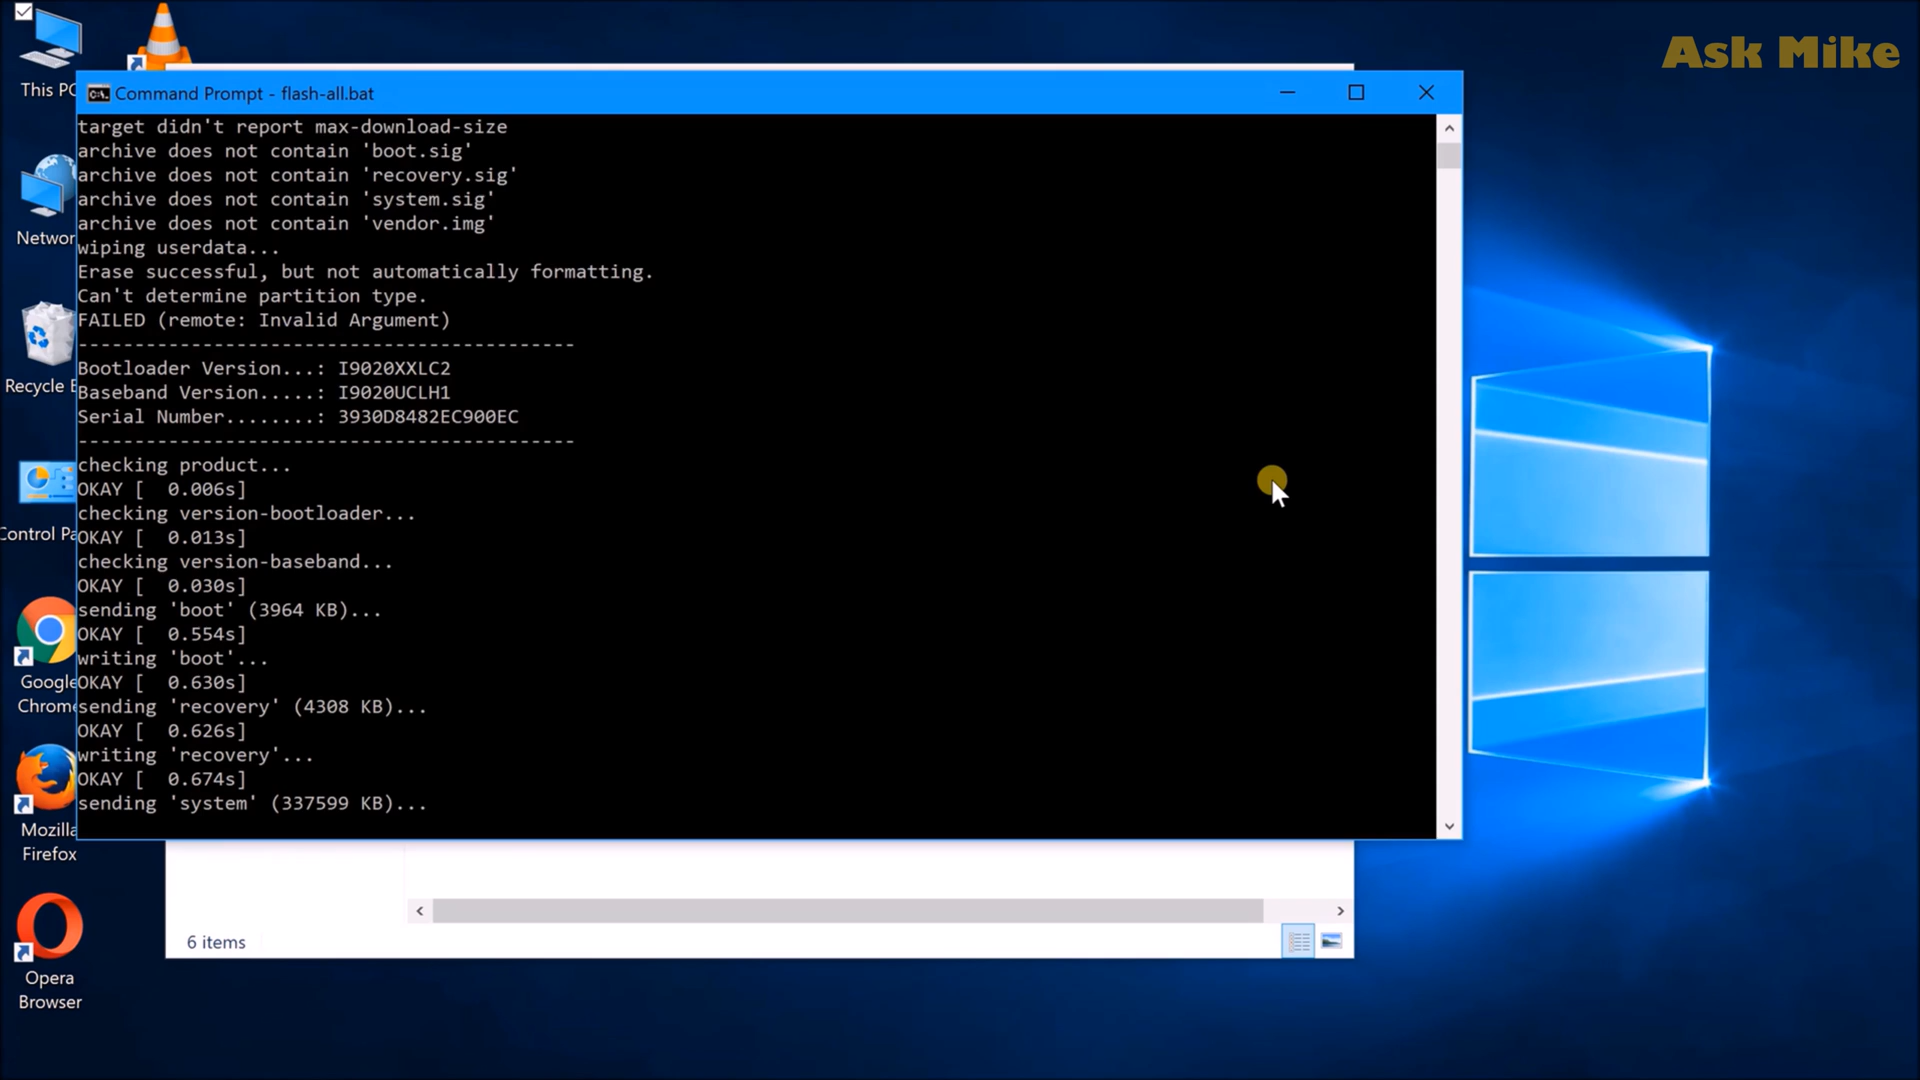 Ask Mike
This PC
Command Prompt - flash-all.bat
target didn't report max-download-size
archive does not contain 'boot.sig'
archive does not contain 'recovery.sig'
archive does not contain 'system.sig'
archive does not contain 'vendor.img'
wiping userdata...
Erase successful, but not automatically formatting.
Can't determine partition type.
FAILED (remote: Invalid Argument)
-------------------------------------------
Bootloader Version...: I9020XXLC2
Baseband Version.....: I9020UCLH1
Serial Number........: 3930D8482EC900EC
-------------------------------------------
checking product...
OKAY [  0.006s]
checking version-bootloader...
OKAY [  0.013s]
checking version-baseband...
OKAY [  0.030s]
sending 'boot' (3964 KB)...
OKAY [  0.554s]
writing 'boot'...
OKAY [  0.630s]
sending 'recovery' (4308 KB)...
OKAY [  0.626s]
writing 'recovery'...
OKAY [  0.674s]
sending 'system' (337599 KB)...
Networ
Recycle
Control Pa
Google
Chrome
Mozilla
Firefox
Opera
Browser
6 items